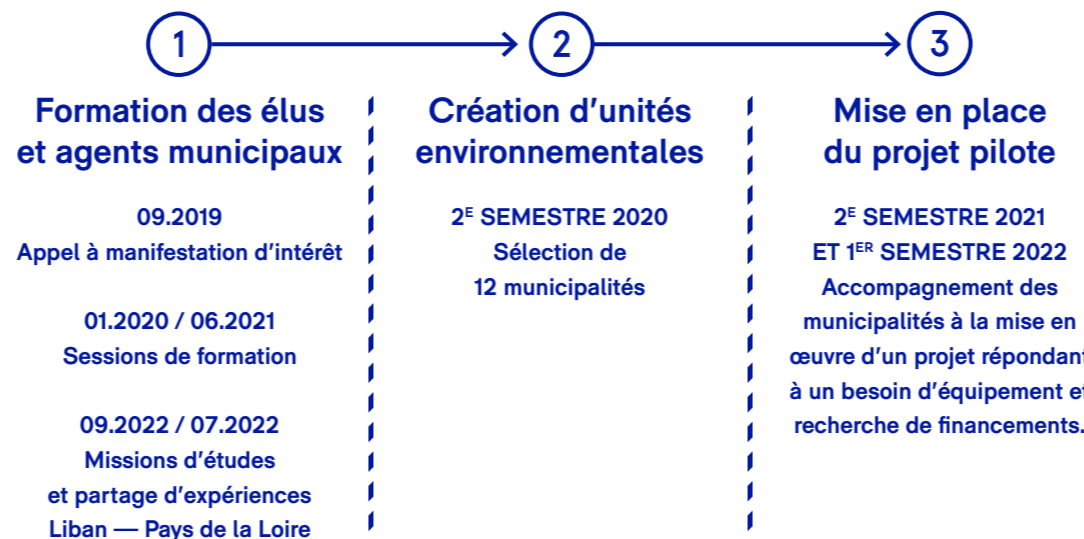 1
Formation des élus
et agents municipaux
09.2019
Appel à manifestation d'intérêt
01.2020 / 06.2021
Sessions de formation
09.2022 / 07.2022
Missions d'études
et partage d'expériences
Liban — Pays de la Loire
2
Création d'unités
environnementales
2E SEMESTRE 2020
Sélection de
12 municipalités
3
Mise en place
du projet pilote
2E SEMESTRE 2021
ET 1ER SEMESTRE 2022
Accompagnement des
municipalités à la mise en
œuvre d'un projet répondant
à un besoin d'équipement et
recherche de financements.